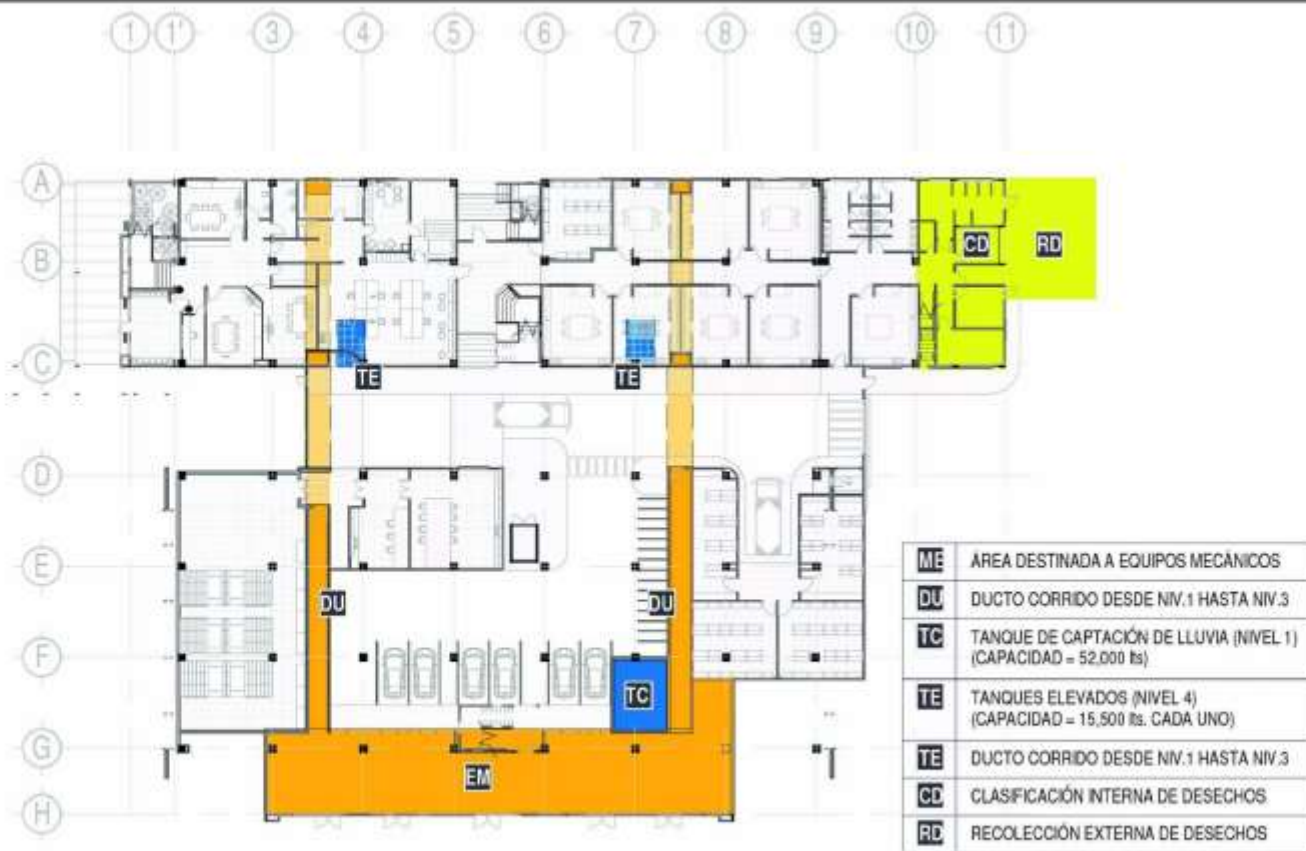 1 1' 3 4 5 6 7 8 9 10 11
A
B
C
D
E
F
G
H
CD RD
TE TE
DU DU
TC
EM
ME ÁREA DESTINADA A EQUIPOS MECÁNICOS
DU DUCTO CORRIDO DESDE NIV.1 HASTA NIV.3
TC TANQUE DE CAPTACIÓN DE LLUVIA (NIVEL 1)
(CAPACIDAD = 52,000 lts)
TE TANQUES ELEVADOS (NIVEL 4)
(CAPACIDAD = 15,500 lts. CADA UNO)
TE DUCTO CORRIDO DESDE NIV.1 HASTA NIV.3
CD CLASIFICACIÓN INTERNA DE DESECHOS
RD RECOLECCIÓN EXTERNA DE DESECHOS